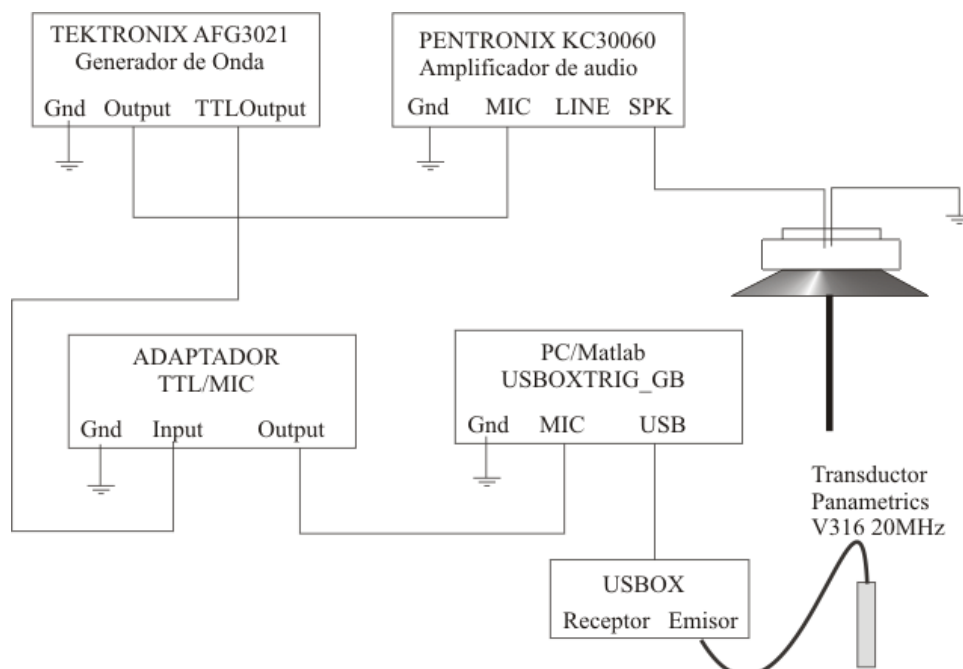 TEKTRONIX AFG3021
Generador de Onda
Gnd Output TTLOutput
PENTRONIX KC30060
Amplificador de audio
Gnd MIC LINE SPK
ADAPTADOR
TTL/MIC
Gnd Input Output
PC/Matlab
USBOXTRIG_GB
Gnd MIC USB
Transductor
Panametrics
V316 20MHz
USBOX
Receptor Emisor